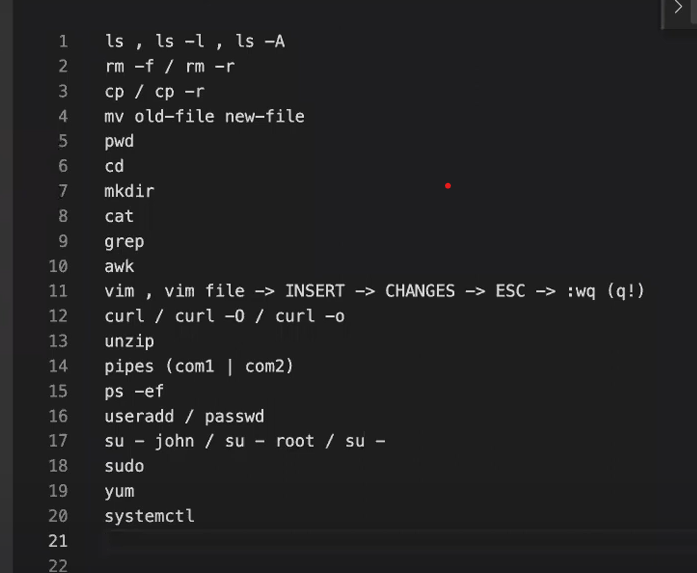 1 ls , ls -l , ls -A
2 rm -f / rm -r
3 cp / cp -r
4 mv old-file new-file
5 pwd
6 cd
7 mkdir
8 cat
9 grep
10 awk
11 vim , vim file -> INSERT -> CHANGES -> ESC -> :wq (q!)
12 curl / curl -O / curl -o
13 unzip
14 pipes (com1 | com2)
15 ps -ef
16 useradd / passwd
17 su - john / su - root / su -
18 sudo
19 yum
20 systemctl
21
22